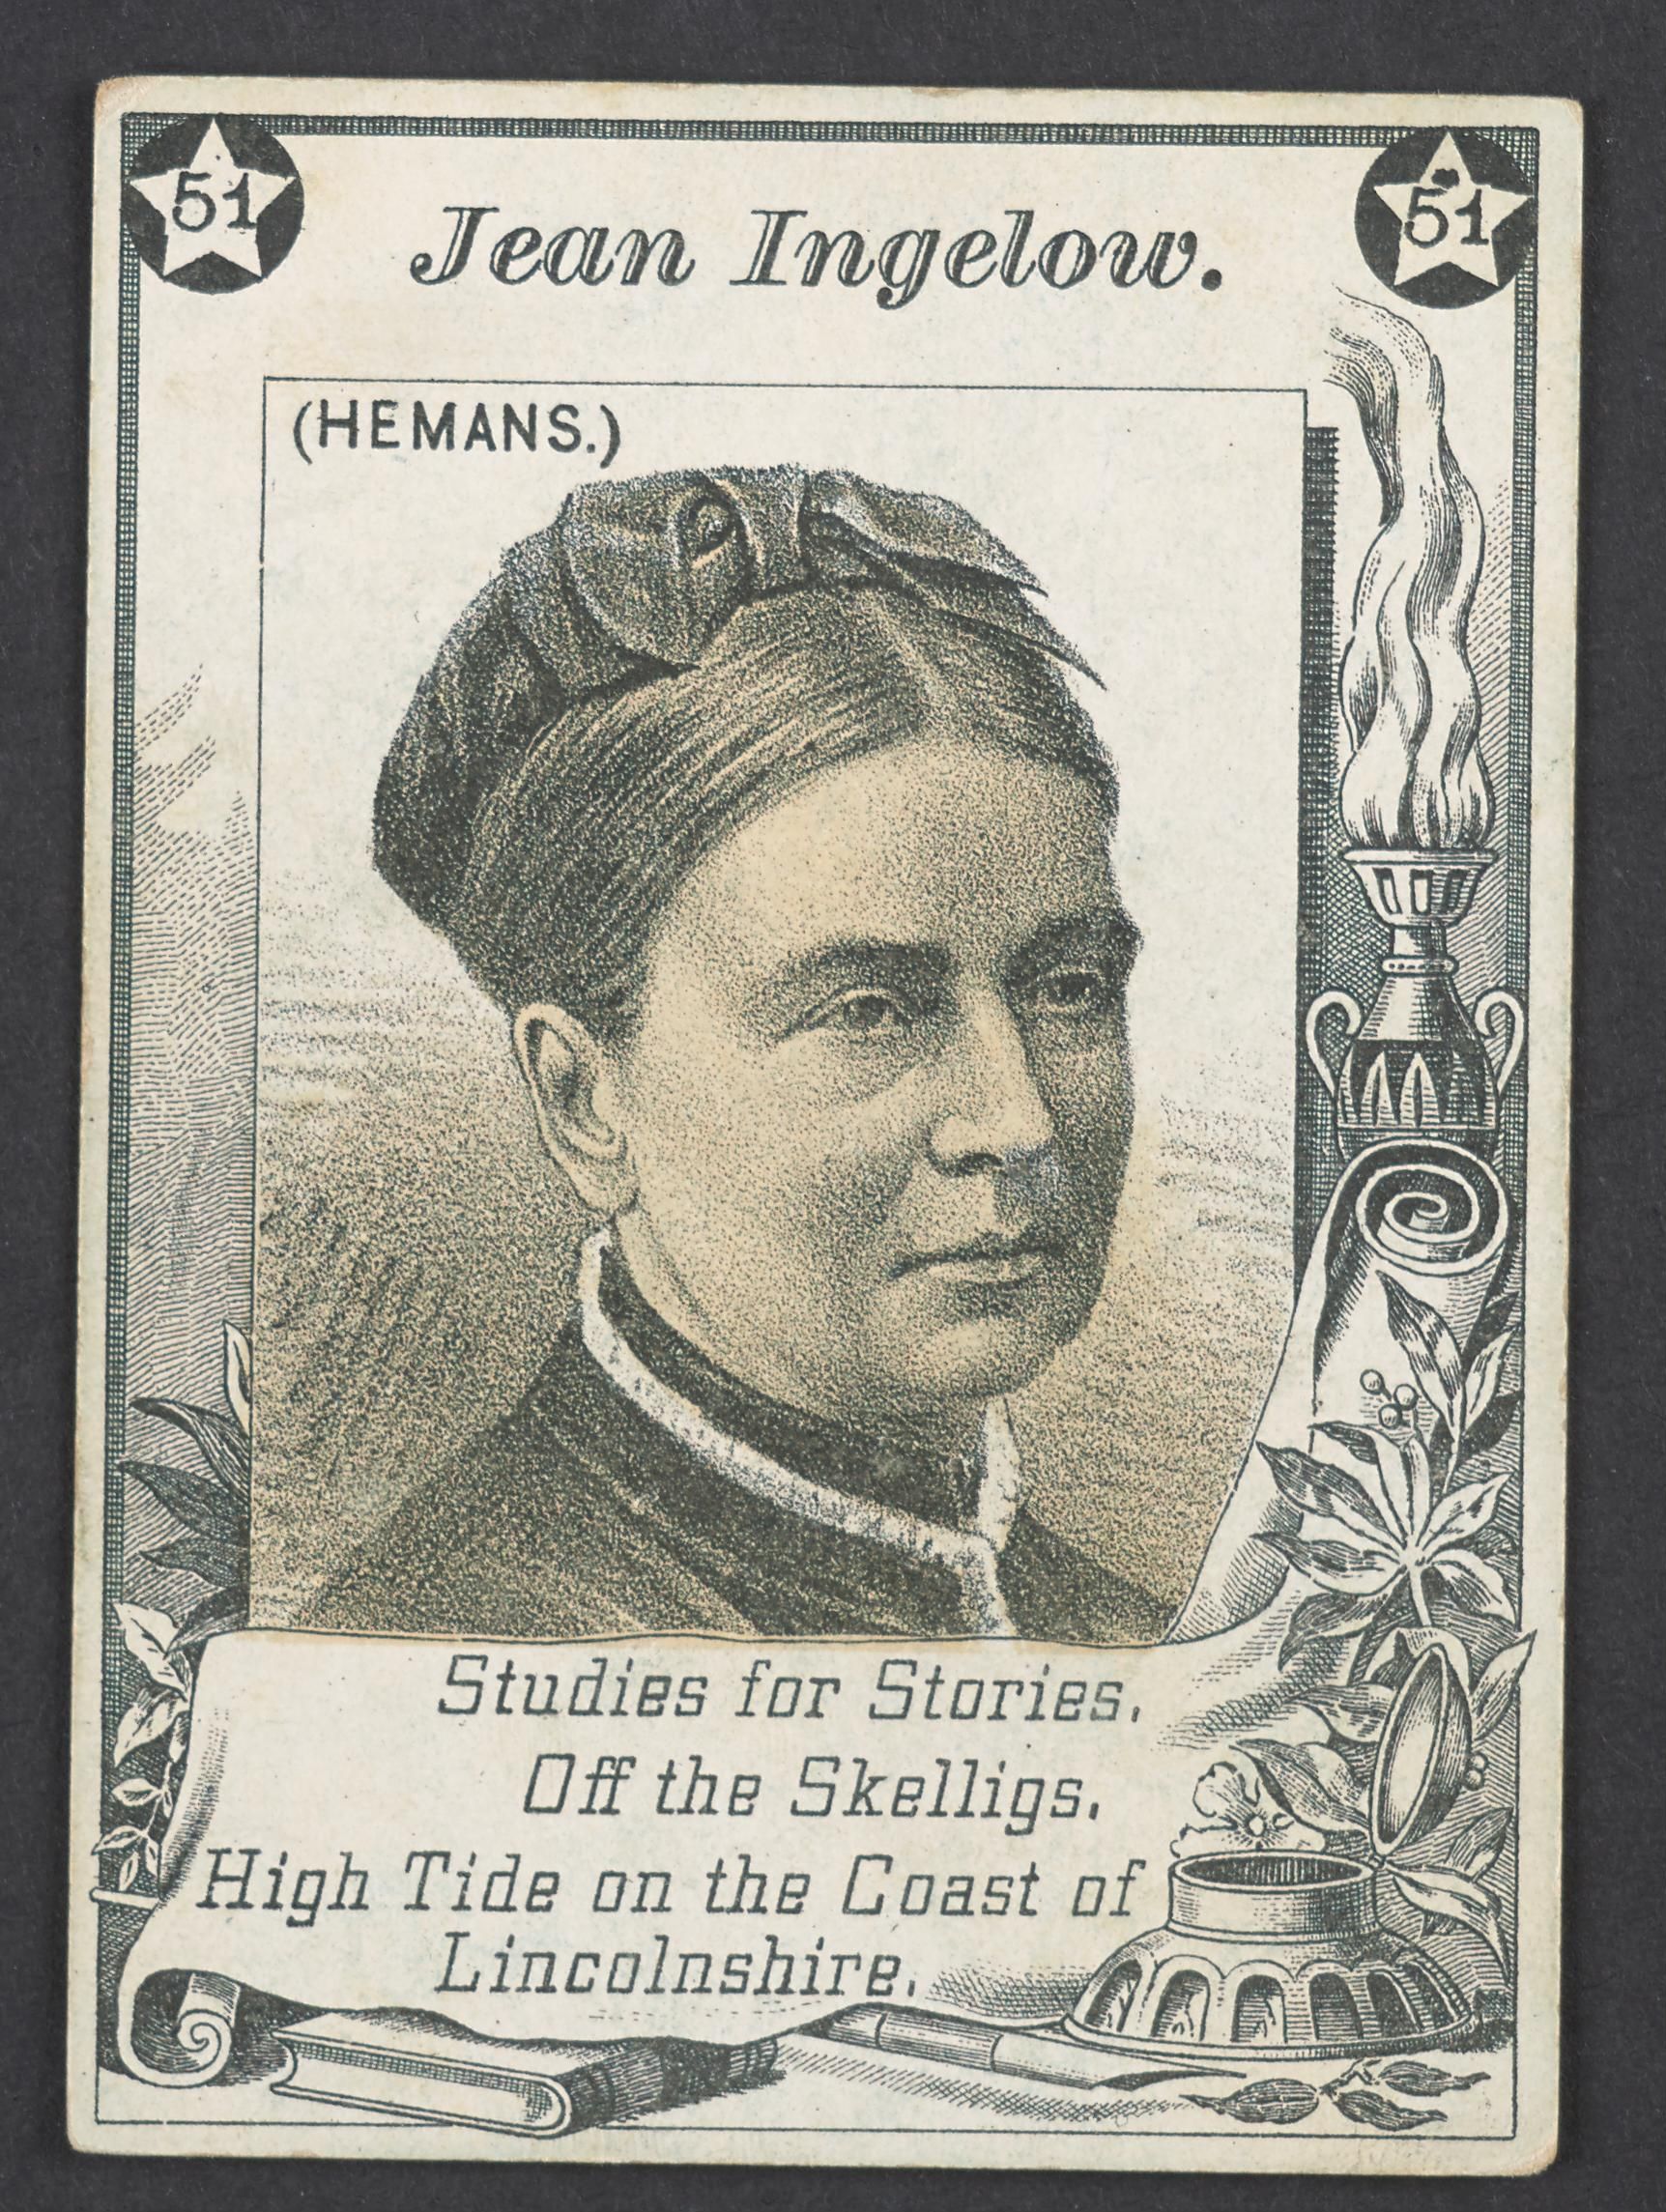 51
51
Jean Ingelow.
(HEMANS.)
Studies for Stories.
Off the Skelligs.
High Tide on the Coast of
Lincolnshire.